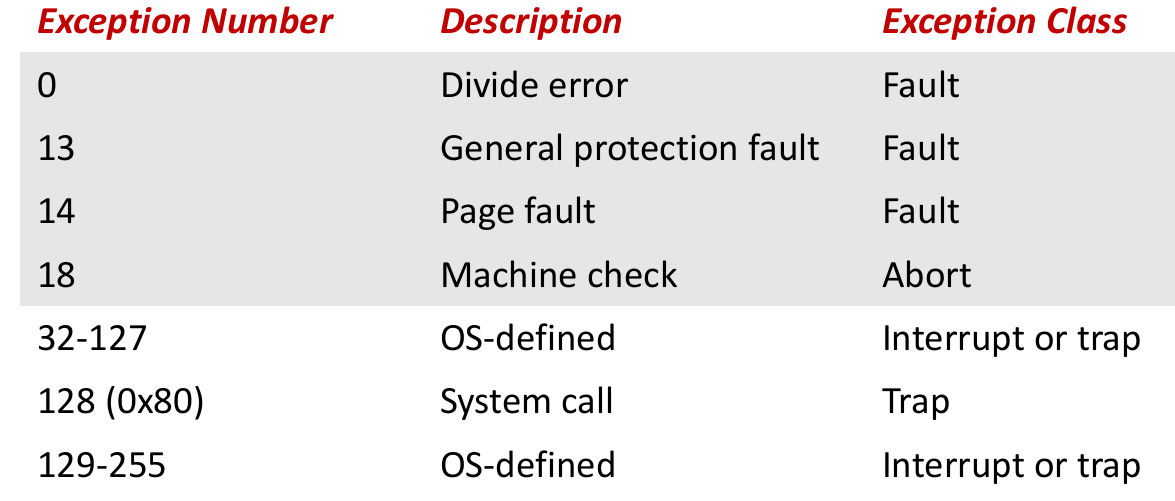 Exception Number Description Exception Class
0 Divide error Fault
13 General protection fault Fault
14 Page fault Fault
18 Machine check Abort
32-127 OS-defined Interrupt or trap
128 (0x80) System call Trap
129-255 OS-defined Interrupt or trap